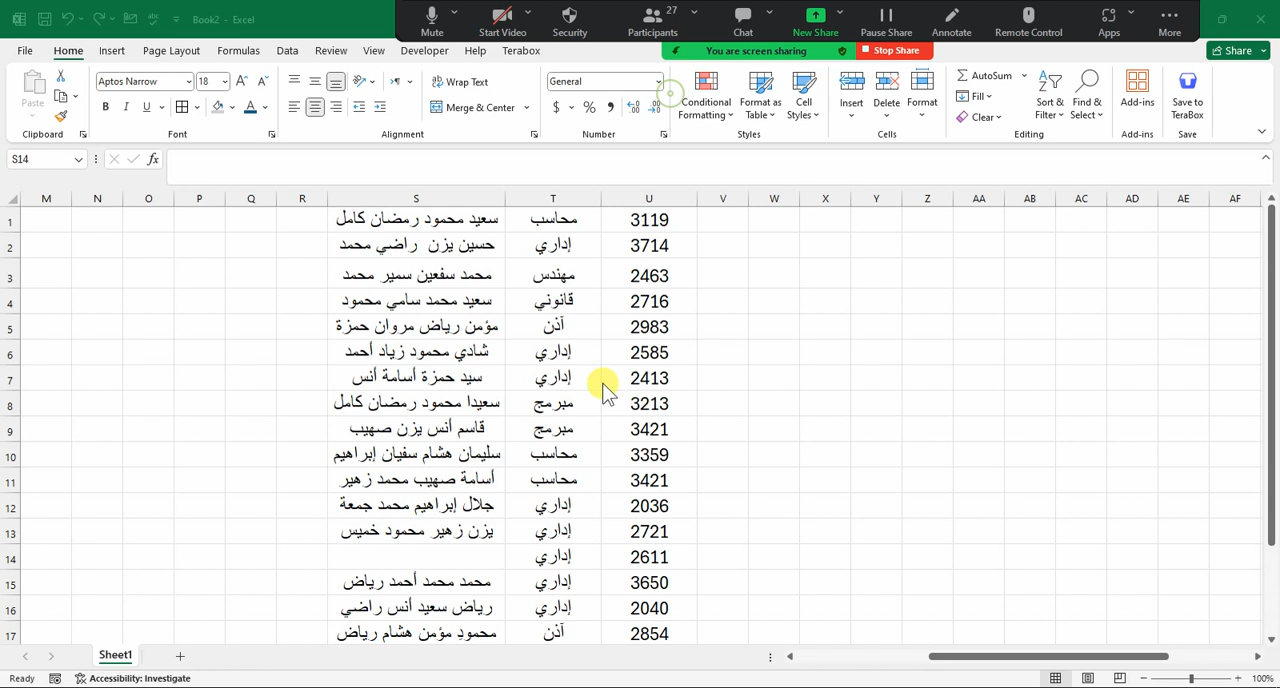 Book2 - Excel
27
Mute
Start Video
Security
Participants
Chat
New Share
Pause Share
Annotate
Remote Control
Apps
More
You are screen sharing
Stop Share
File Home Insert Page Layout Formulas Data Review View Developer Help Terabox
Share
Paste
Clipboard
Aptos Narrow 18
B I U
Font
Wrap Text
Merge & Center
Alignment
General
$ % ,
Number
Conditional Formatting
Format as Table
Cell Styles
Styles
Insert
Delete
Format
Cells
AutoSum
Fill
Clear
Sort & Filter
Find & Select
Editing
Add-ins
Add-ins
Save to TeraBox
Save
S14
fx
M N O P Q R S T U V W X Y Z AA AB AC AD AE AF
1 سعيد محمود رمضان كامل محاسب 3119
2 حسين يزن راضي محمد إداري 3714
3 محمد سفعين سمير محمد مهندس 2463
4 سعيد محمد سامي محمود قانوني 2716
5 مؤمن رياض مروان حمزة آذن 2983
6 شادي محمود زياد أحمد إداري 2585
7 سيد حمزة أسامة أنس إداري 2413
8 سعيدا محمود رمضان كامل مبرمج 3213
9 قاسم أنس يزن صهيب مبرمج 3421
10 سليمان هشام سفيان إبراهيم محاسب 3359
11 أسامة صهيب محمد زهير محاسب 3421
12 جلال إبراهيم محمد جمعة إداري 2036
13 يزن زهير محمود خميس إداري 2721
14 إداري 2611
15 محمد محمد أحمد رياض إداري 3650
16 رياض سعيد أنس راضي إداري 2040
17 محمود مؤمن هشام رياض آذن 2854
Sheet1
Ready
Accessibility: Investigate
100%